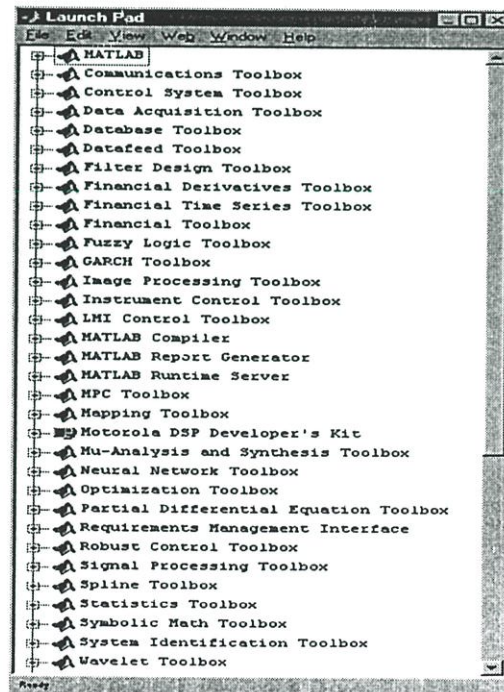 Launch Pad
File Edit View Web Window Help
MATLAB
Communications Toolbox
Control System Toolbox
Data Acquisition Toolbox
Database Toolbox
Datafeed Toolbox
Filter Design Toolbox
Financial Derivatives Toolbox
Financial Time Series Toolbox
Financial Toolbox
Fuzzy Logic Toolbox
GARCH Toolbox
Image Processing Toolbox
Instrument Control Toolbox
LMI Control Toolbox
MATLAB Compiler
MATLAB Report Generator
MATLAB Runtime Server
MPC Toolbox
Mapping Toolbox
Motorola DSP Developer's Kit
Mu-Analysis and Synthesis Toolbox
Neural Network Toolbox
Optimization Toolbox
Partial Differential Equation Toolbox
Requirements Management Interface
Robust Control Toolbox
Signal Processing Toolbox
Spline Toolbox
Statistics Toolbox
Symbolic Math Toolbox
System Identification Toolbox
Wavelet Toolbox
Ready